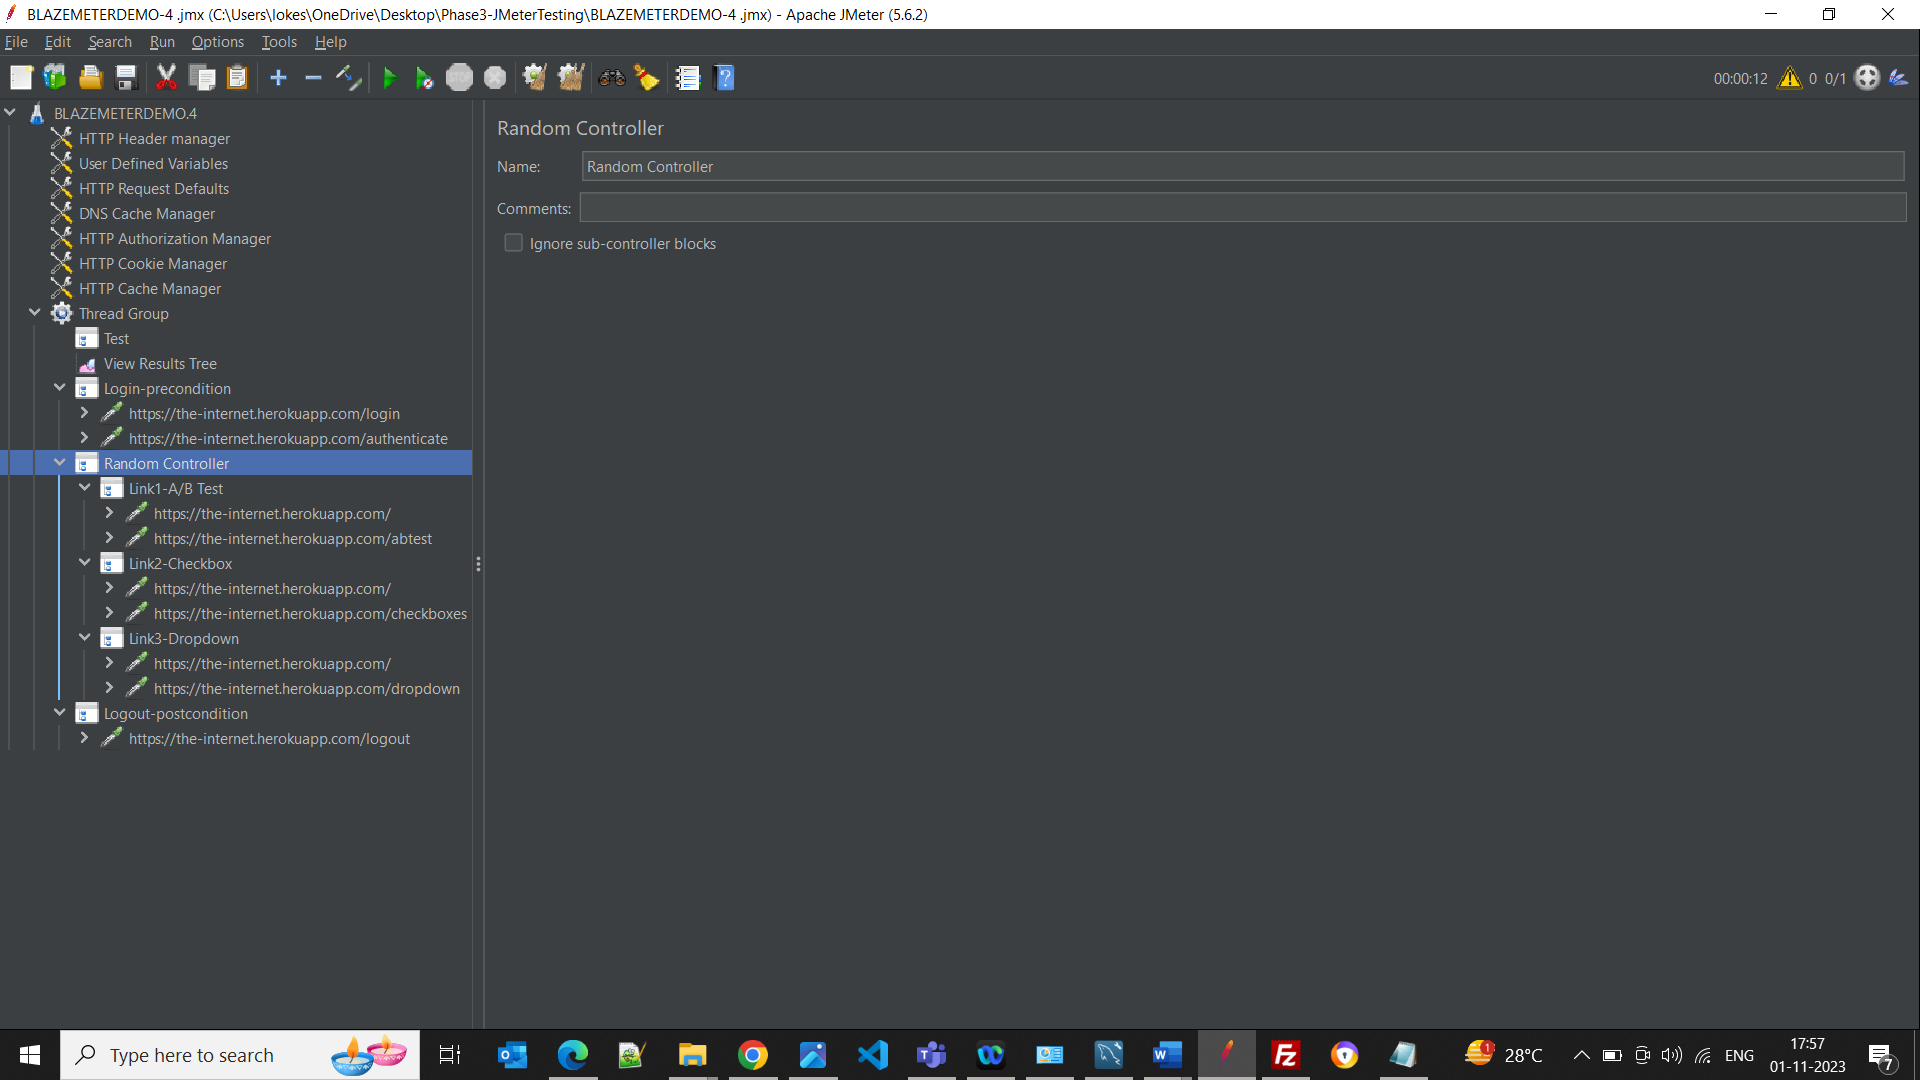 BLAZEMETERDEMO-4 .jmx (C:\Users\lokes\OneDrive\Desktop\Phase3-JMeterTesting\BLAZEMETERDEMO-4 .jmx) - Apache JMeter (5.6.2)
File Edit Search Run Options Tools Help
STOP
00:00:12 0 0/1
BLAZEMETERDEMO.4
HTTP Header manager
User Defined Variables
HTTP Request Defaults
DNS Cache Manager
HTTP Authorization Manager
HTTP Cookie Manager
HTTP Cache Manager
Thread Group
Test
View Results Tree
Login-precondition
https://the-internet.herokuapp.com/login
https://the-internet.herokuapp.com/authenticate
Random Controller
Link1-A/B Test
https://the-internet.herokuapp.com/
https://the-internet.herokuapp.com/abtest
Link2-Checkbox
https://the-internet.herokuapp.com/
https://the-internet.herokuapp.com/checkboxes
Link3-Dropdown
https://the-internet.herokuapp.com/
https://the-internet.herokuapp.com/dropdown
Logout-postcondition
https://the-internet.herokuapp.com/logout
Random Controller
Name: Random Controller
Comments:
Ignore sub-controller blocks
Type here to search
1 28°C
ENG
17:57
01-11-2023
7